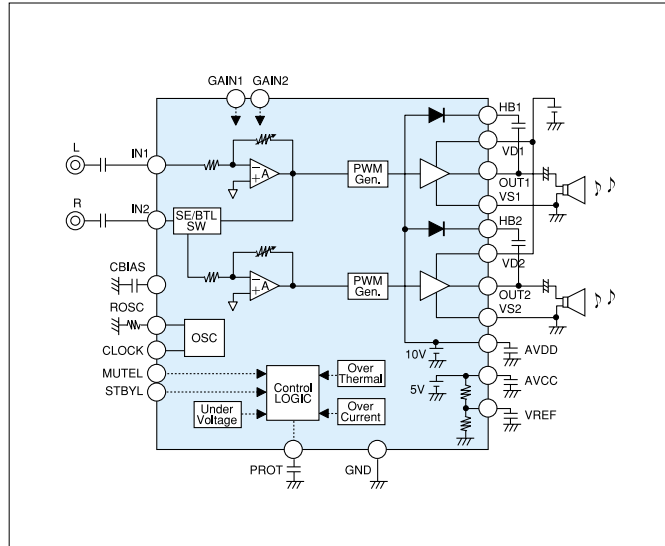 GAIN1 GAIN2
HB1
L
IN1
VD1
−
+A
PWM
Gen.
OUT1
VS1
R
IN2
SE/BTL
SW
HB2
VD2
CBIAS
−
+A
PWM
Gen.
OUT2
VS2
ROSC
OSC
CLOCK
10V
AVDD
MUTEL
STBYL
Control
LOGIC
Over
Thermal
5V
AVCC
Under
Voltage
Over
Current
VREF
PROT
GND